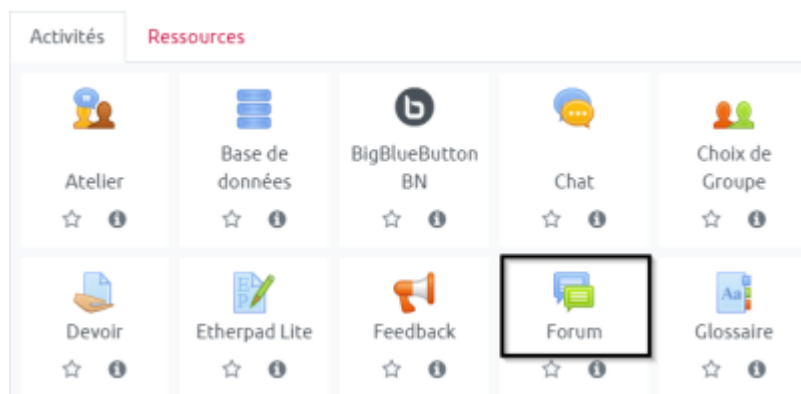 Activités Ressources
Atelier
Base de
données
BigBlueButton
BN
Chat
Choix de
Groupe
Devoir
Etherpad Lite
Feedback
Forum
Glossaire